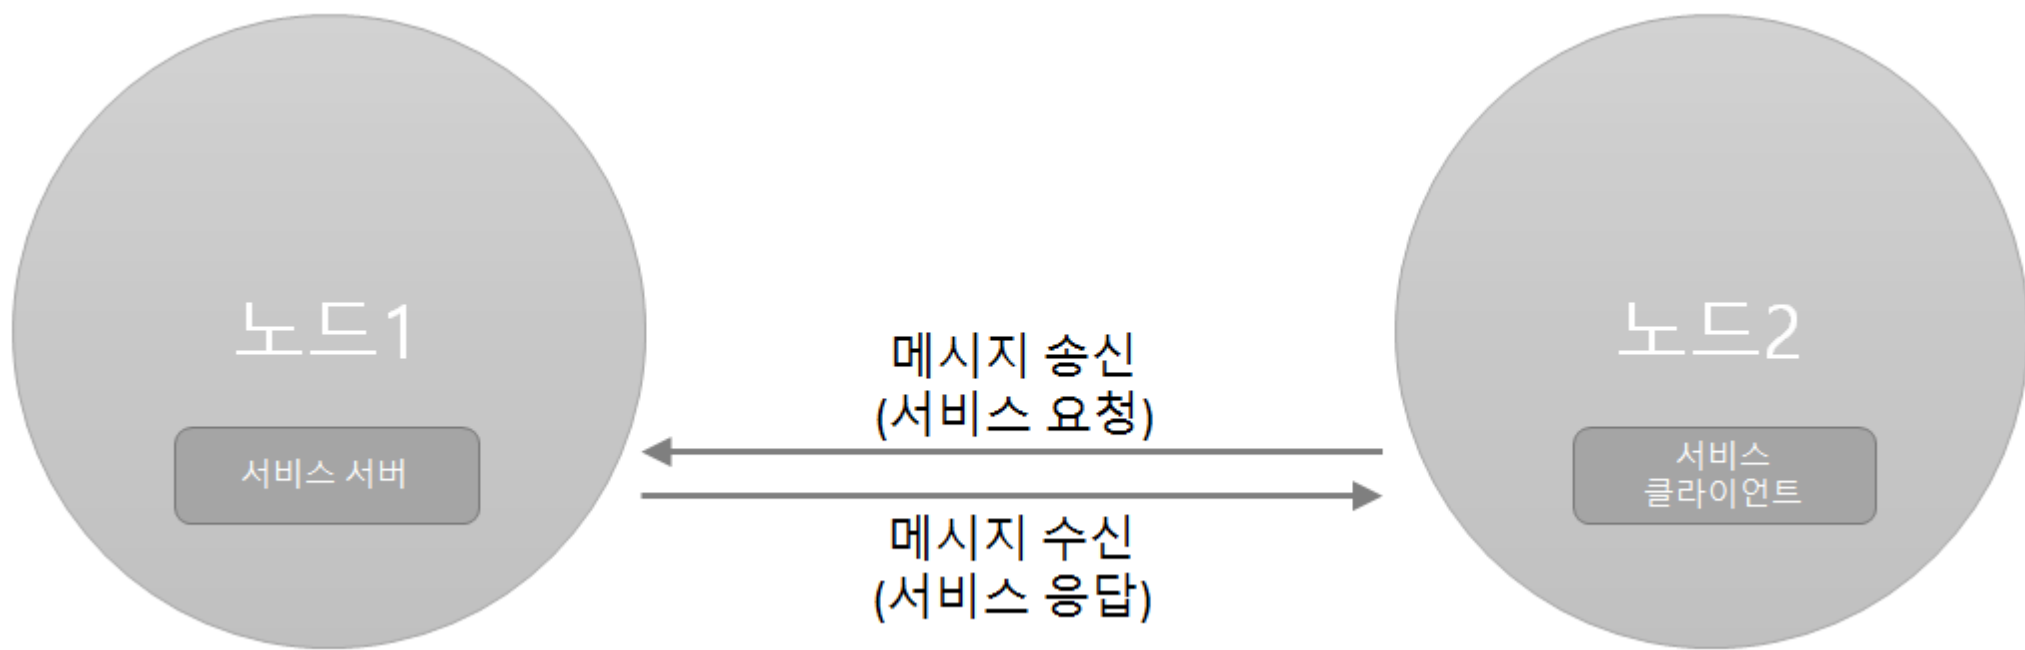 노드1
서비스 서버
메시지 송신
(서비스 요청)
메시지 수신
(서비스 응답)
노드2
서비스
클라이언트